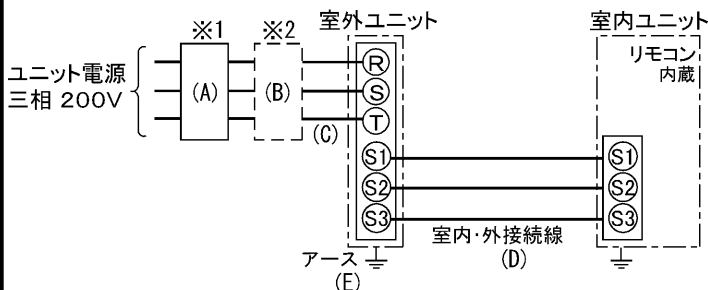 ※1
※2
室外ユニット
室内ユニット
ユニット電源
三相 200V
(A)
(B)
(C)
R
S
T
S1
S2
S3
リモコン
内蔵
S1
S2
S3
室内・外接続線
(D)
アース
(E)